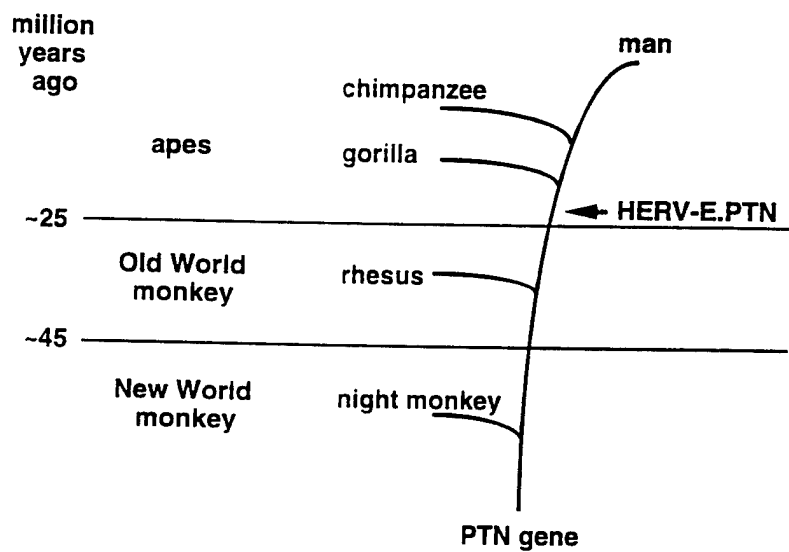 million
years
ago
man
chimpanzee
apes
gorilla
~25
HERV-E.PTN
Old World
monkey
rhesus
~45
New World
monkey
night monkey
PTN gene